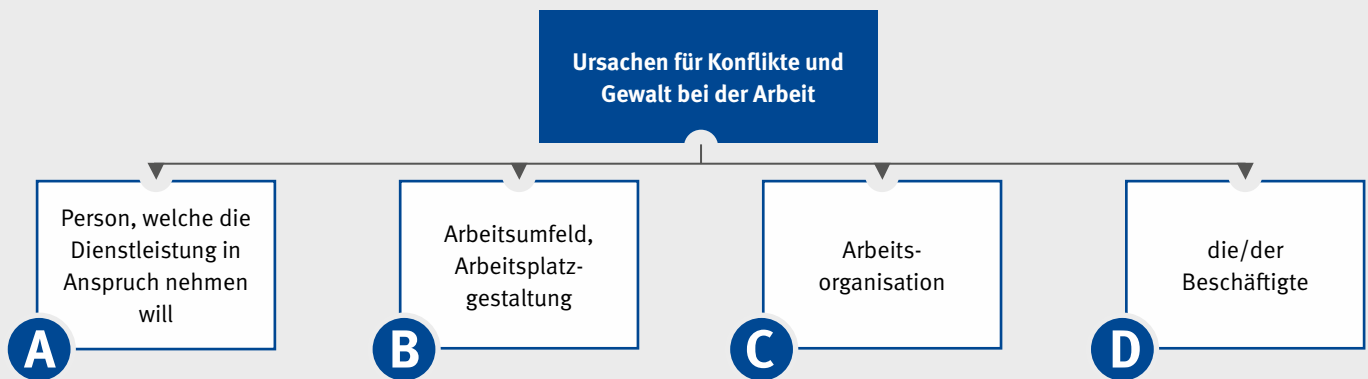 Ursachen für Konflikte und
Gewalt bei der Arbeit
Person, welche die
Dienstleistung in
Anspruch nehmen
will
A
Arbeitsumfeld,
Arbeitsplatz-
gestaltung
B
Arbeits-
organisation
C
die/der
Beschäftigte
D